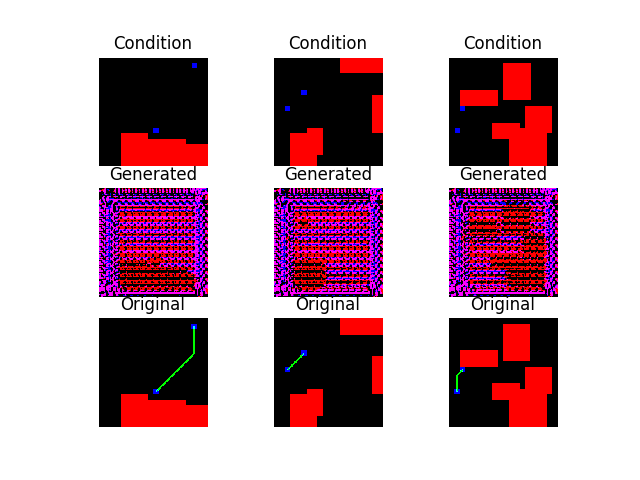 Condition Condition Condition
Generated Generated Generated
Original Original Original